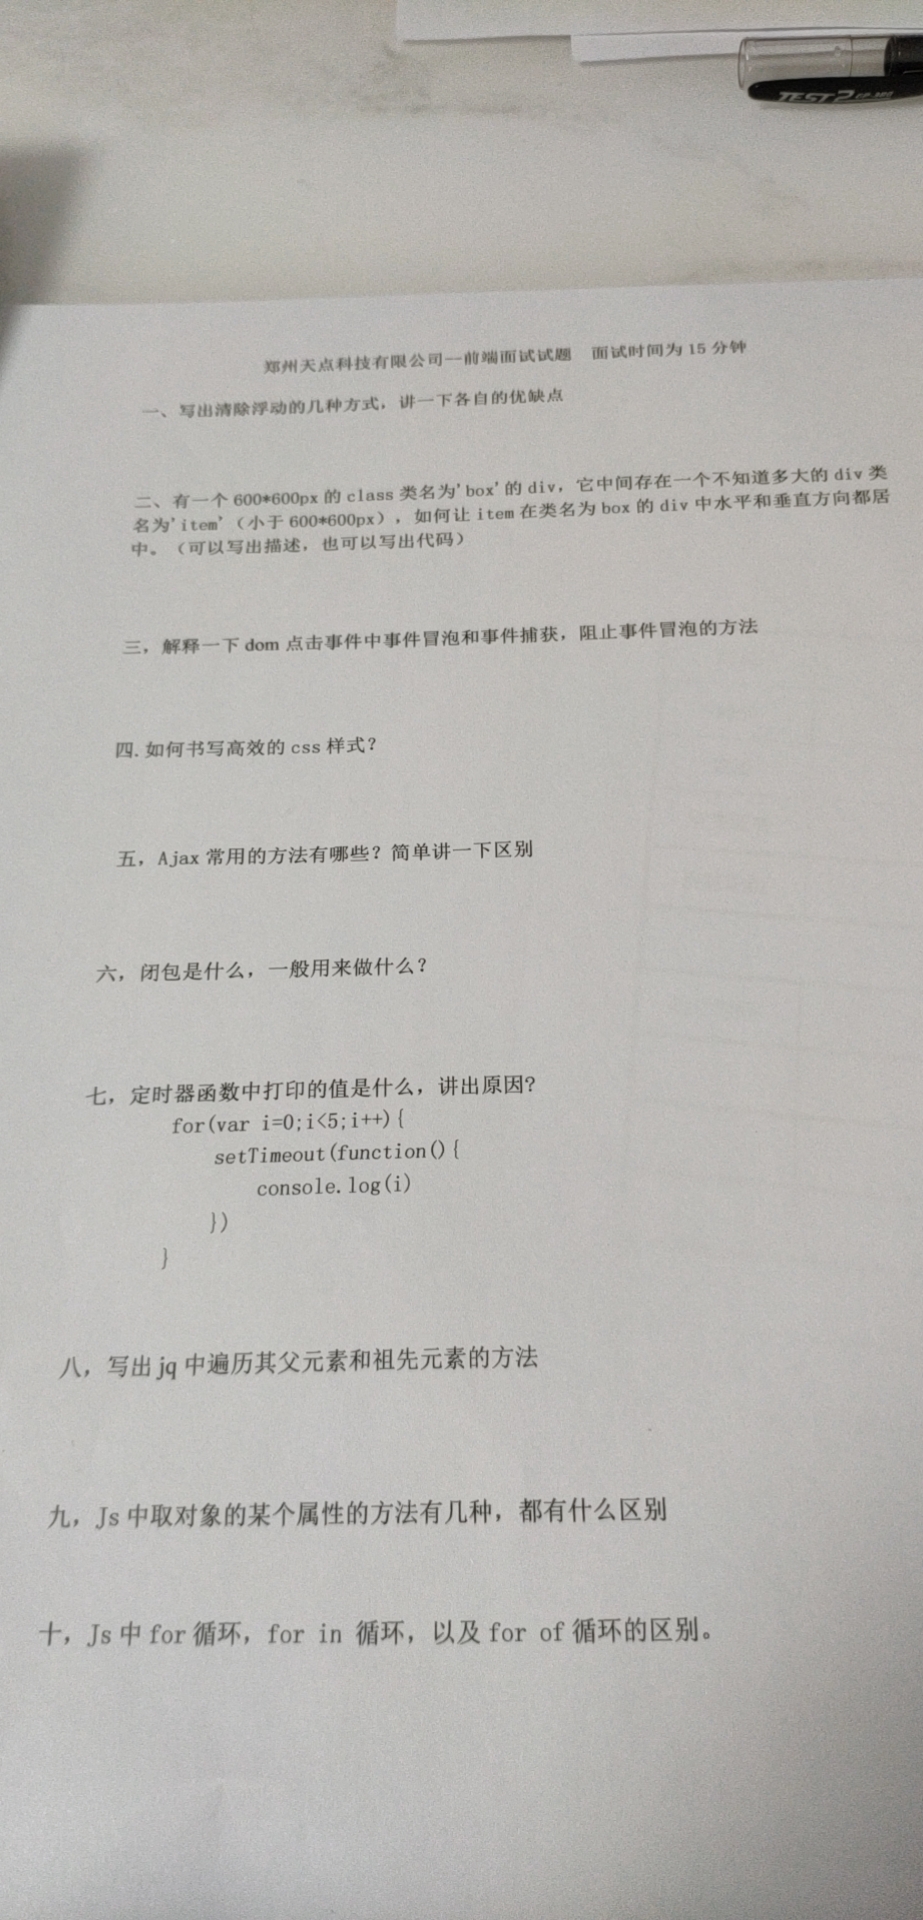 TEST 2
郑州天点科技有限公司--前端面试试题 面试时间为 15 分钟
一、写出清除浮动的几种方式，讲一下各自的优缺点
二、有一个 600*600px 的 class 类名为'box'的 div，它中间存在一个不知道多大的 div 类
名为'item'（小于 600*600px），如何让 item 在类名为 box 的 div 中水平和垂直方向都居
中。（可以写出描述，也可以写出代码）
三，解释一下 dom 点击事件中事件冒泡和事件捕获，阻止事件冒泡的方法
四.如何书写高效的 css 样式？
五，Ajax 常用的方法有哪些？简单讲一下区别
六，闭包是什么，一般用来做什么？
七，定时器函数中打印的值是什么，讲出原因?
for(var i=0;i<5;i++){
setTimeout(function(){
console.log(i)
})
}
八，写出 jq 中遍历其父元素和祖先元素的方法
九，Js 中取对象的某个属性的方法有几种，都有什么区别
十，Js 中 for 循环，for in 循环，以及 for of 循环的区别。